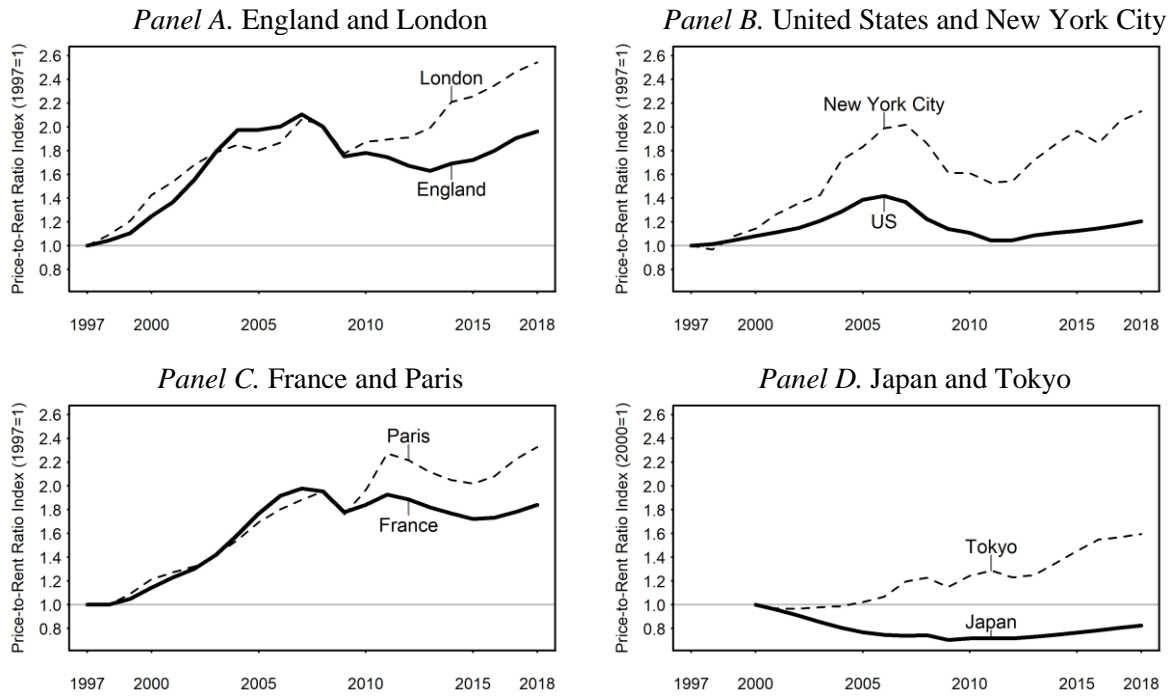 Panel A. England and London
Price-to-Rent Ratio Index (1997=1)
2.6
2.4
2.2
2.0
1.8
1.6
1.4
1.2
1.0
0.8
London
England
1997 2000 2005 2010 2015 2018
Panel B. United States and New York City
Price-to-Rent Ratio Index (1997=1)
2.6
2.4
2.2
2.0
1.8
1.6
1.4
1.2
1.0
0.8
New York City
US
1997 2000 2005 2010 2015 2018
Panel C. France and Paris
Price-to-Rent Ratio Index (1997=1)
2.6
2.4
2.2
2.0
1.8
1.6
1.4
1.2
1.0
0.8
Paris
France
1997 2000 2005 2010 2015 2018
Panel D. Japan and Tokyo
Price-to-Rent Ratio Index (2000=1)
2.6
2.4
2.2
2.0
1.8
1.6
1.4
1.2
1.0
0.8
Tokyo
Japan
1997 2000 2005 2010 2015 2018